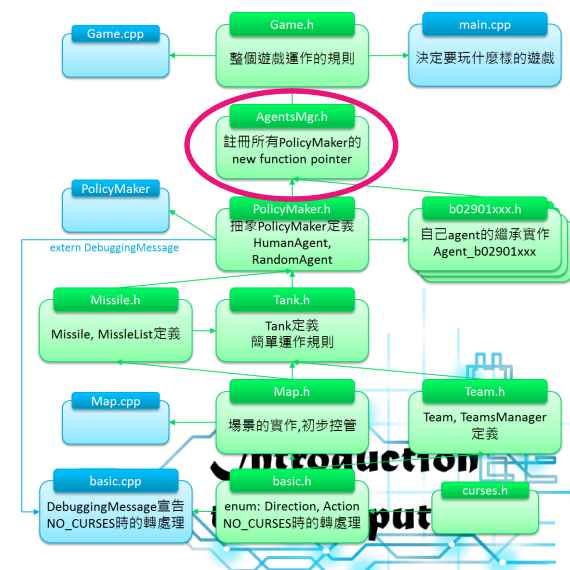 Game.cpp
Game.h
整個遊戲運作的規則
main.cpp
決定要玩什麼樣的遊戲
AgentsMgr.h
註冊所有PolicyMaker的
new function pointer
PolicyMaker
PolicyMaker.h
抽象PolicyMaker定義
HumanAgent,
RandomAgent
b02901xxx.h
自己agent的繼承實作
Agent_b02901xxx
extern DebuggingMessage
Missile.h
Missile, MissleList定義
Tank.h
Tank定義
簡單運作規則
Map.cpp
Map.h
場景的實作,初步控管
Team.h
Team, TeamsManager
定義
basic.cpp
DebuggingMessage宣告
NO_CURSES時的轉處理
basic.h
enum: Direction, Action
NO_CURSES時的轉處理
curses.h